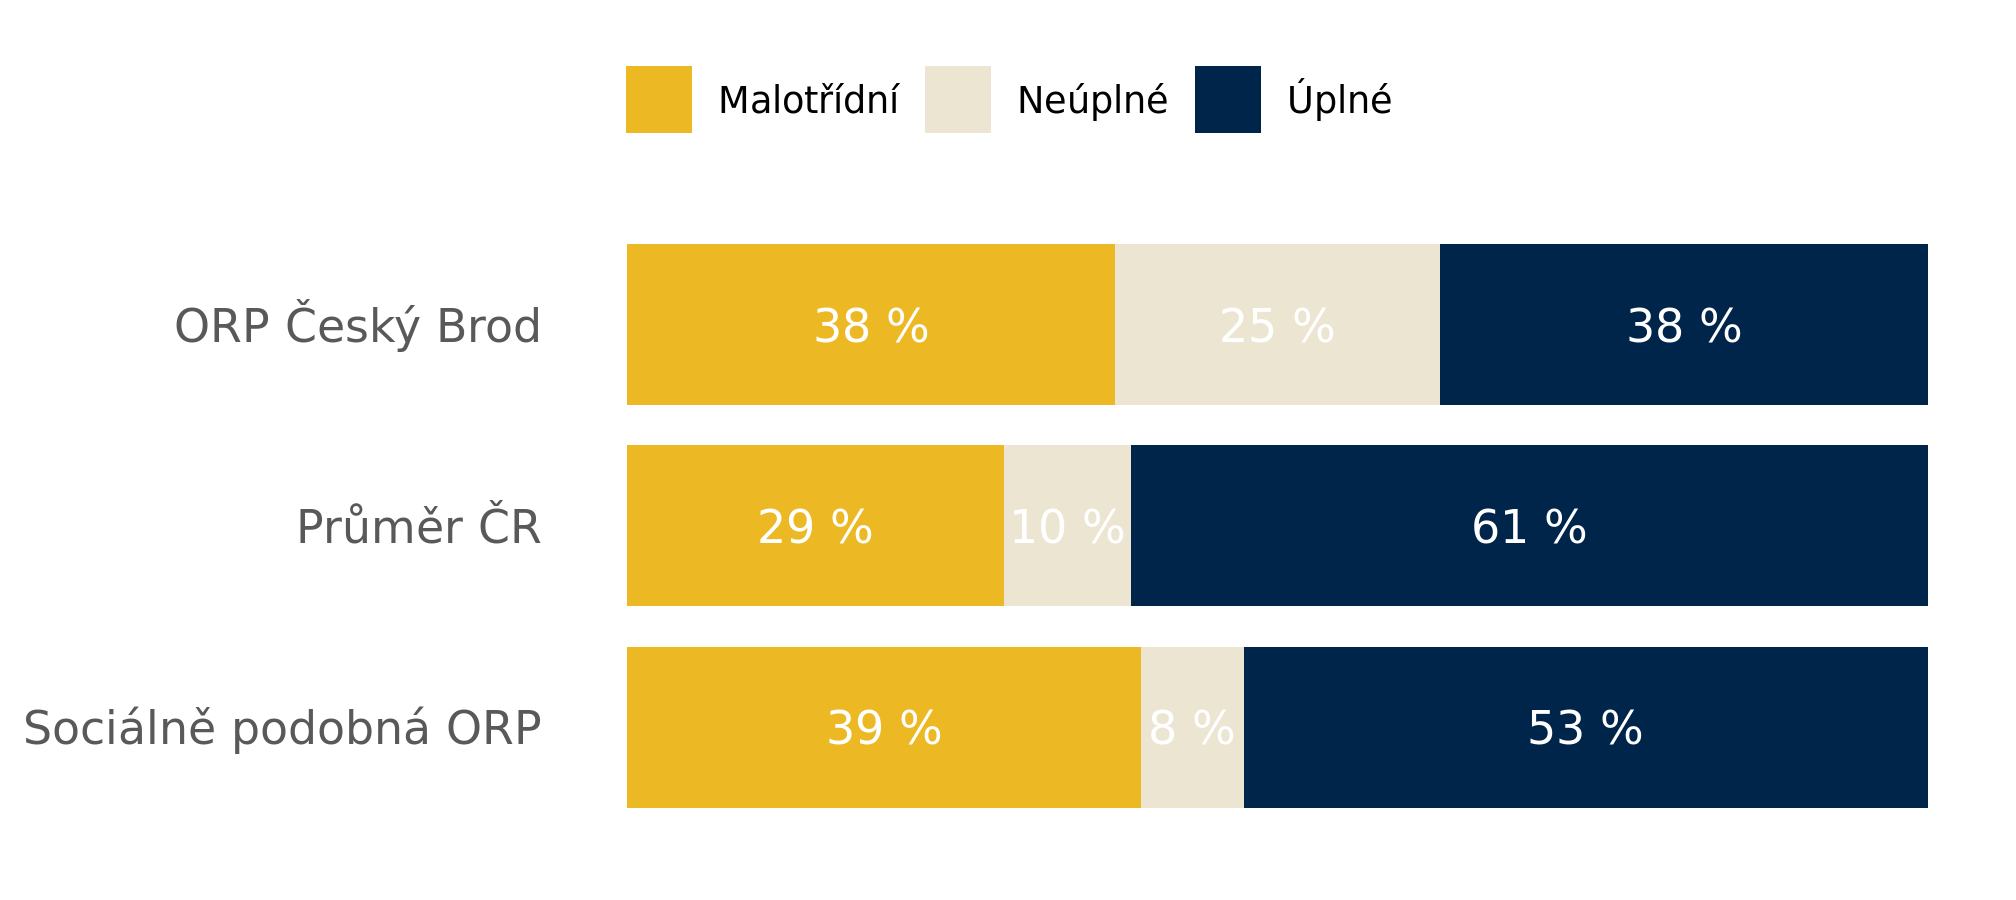 Malotřídní Neúplné Úplné
ORP Český Brod 38 % 25 % 38 %
Průměr ČR 29 % 10 % 61 %
Sociálně podobná ORP 39 % 8 % 53 %